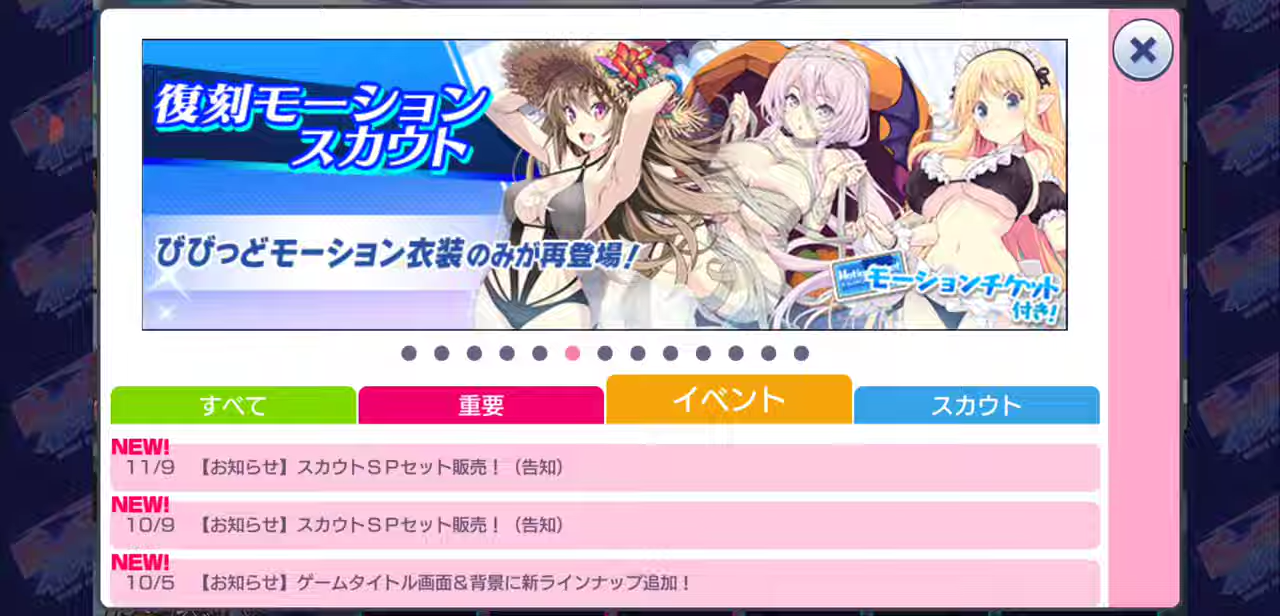 復刻モーション
スカウト
びびっどモーション衣装のみが再登場！
Motion
モーションチケット
付き！
すべて
重要
イベント
スカウト
NEW!
11/9 【お知らせ】スカウトＳＰセット販売！（告知）
NEW!
10/9 【お知らせ】スカウトＳＰセット販売！（告知）
NEW!
10/5 【お知らせ】ゲームタイトル画面＆背景に新ラインナップ追加！